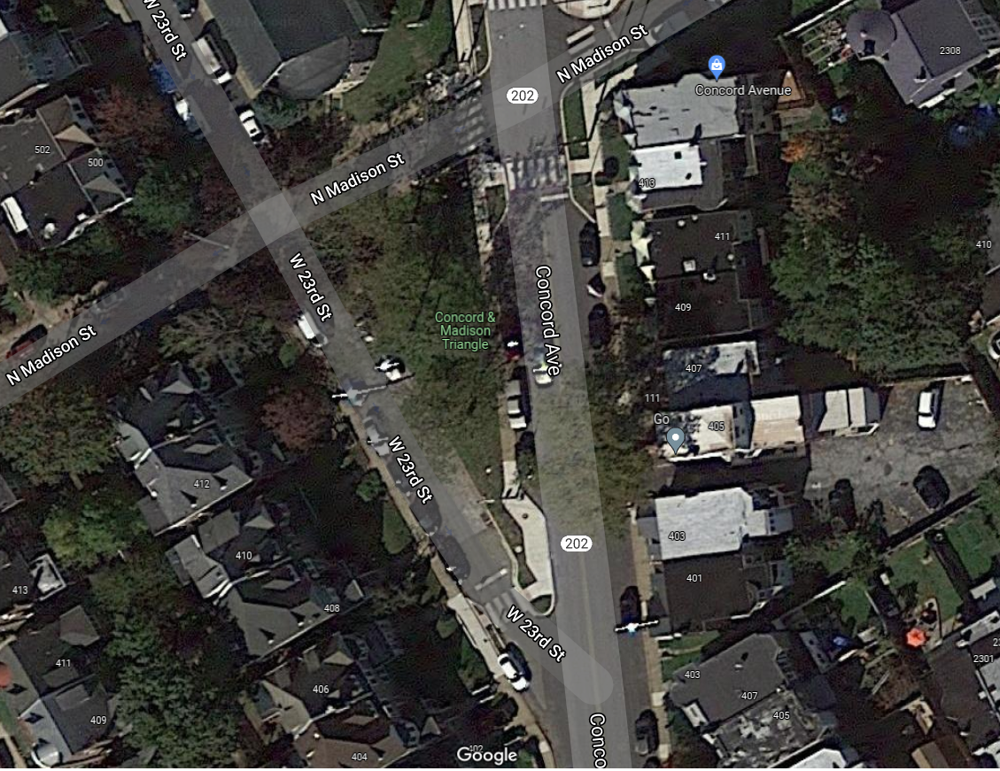 W 23rd St
N Madison St
2308
202
Concord Avenue
502
500
N Madison St
413
411
410
W 23rd St
Concord Ave
409
Concord &
Madison
Triangle
N Madison St
407
111
Go
405
W 23rd St
412
403
202
410
401
413
408
W 23rd St
411
403
2301
406
407
405
409
Conco
404
402
Google